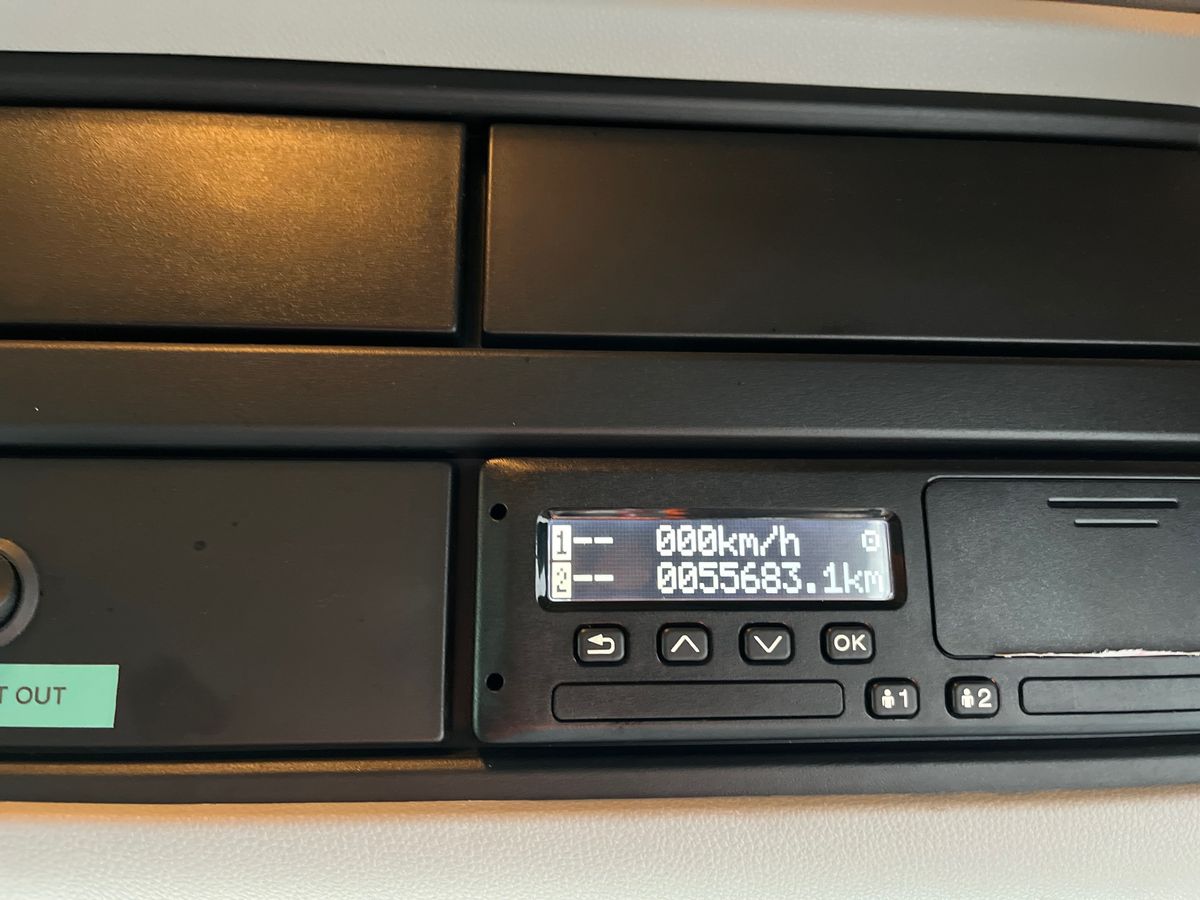 1-- 000km/h
2-- 0055683.1km
OK
T OUT
1
2